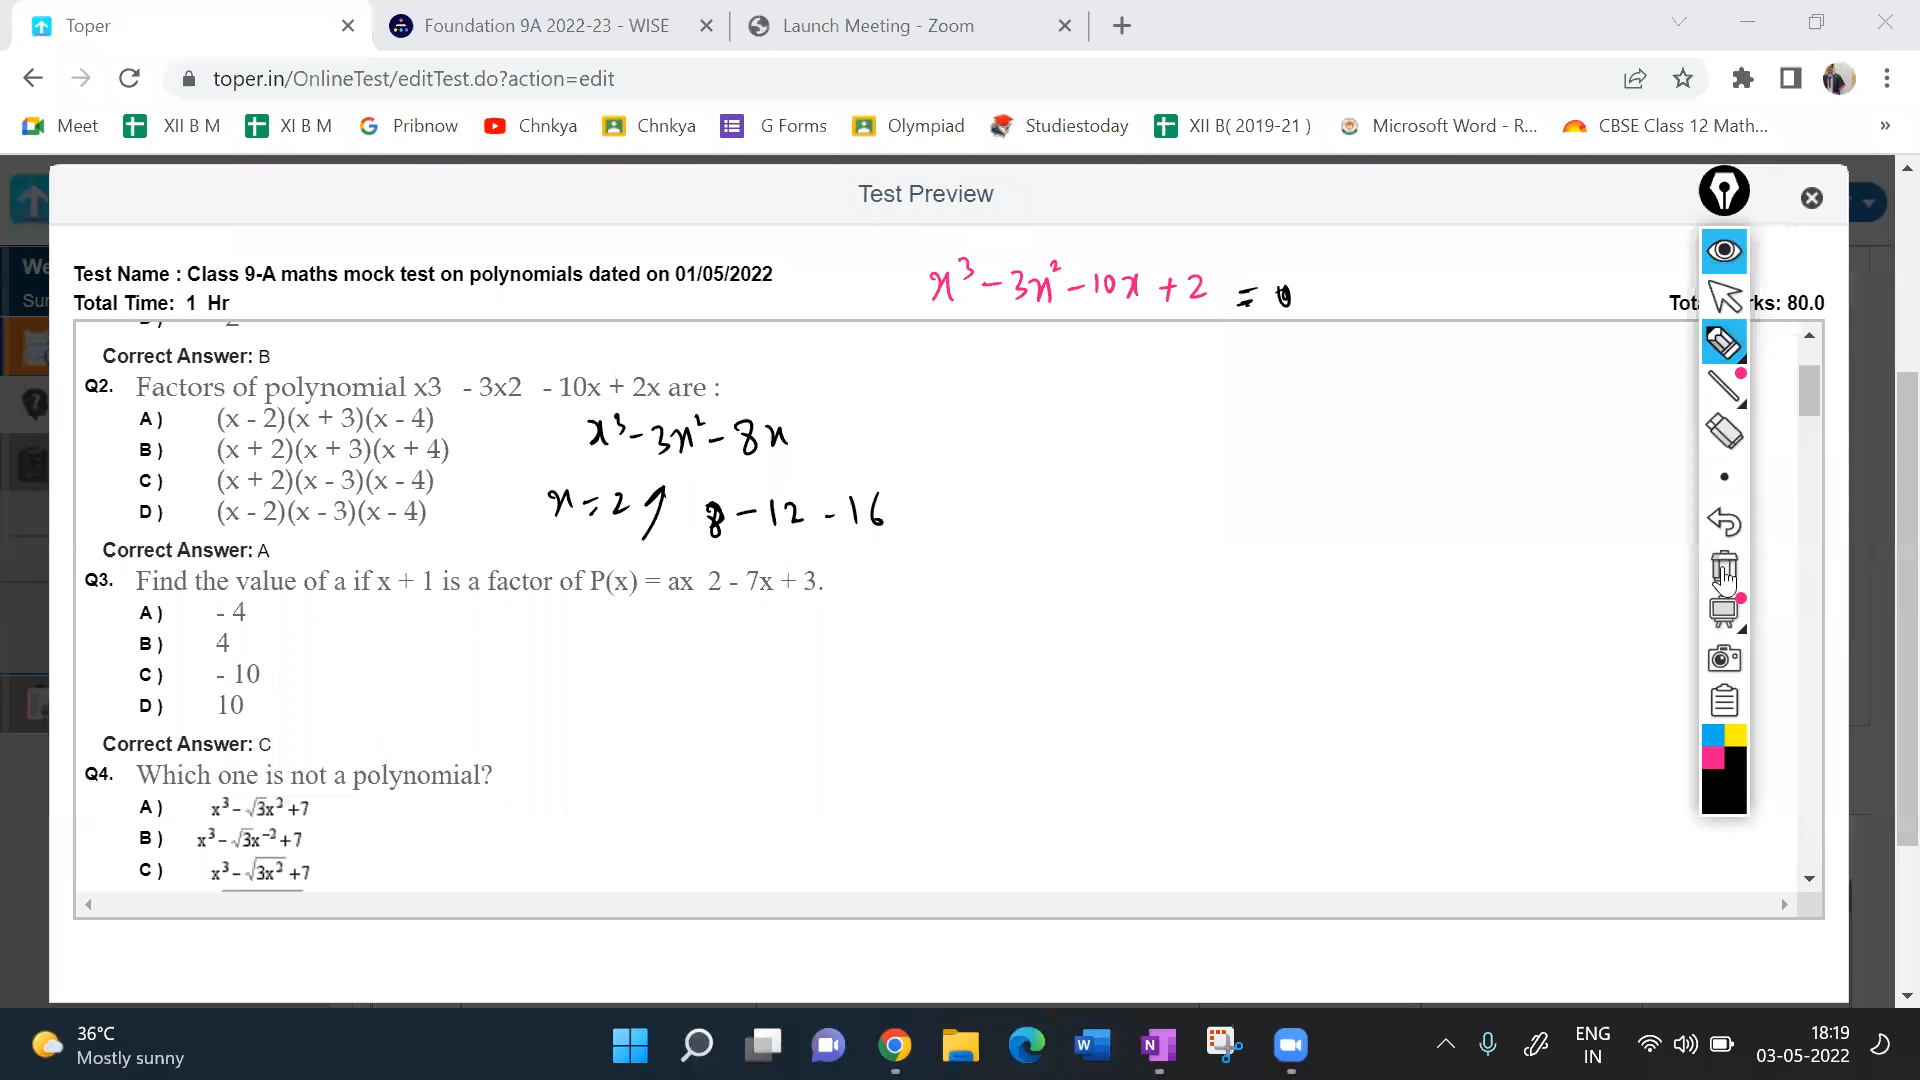 Toper
Foundation 9A 2022-23 - WISE
Launch Meeting - Zoom
toper.in/OnlineTest/editTest.do?action=edit
Meet
XII B M
XI B M
Pribnow
Chnkya
Chnkya
G Forms
Olympiad
Studiestoday
XII B( 2019-21 )
Microsoft Word - R...
CBSE Class 12 Math...
»
Test Preview
Test Name : Class 9-A maths mock test on polynomials dated on 01/05/2022
x³ - 3x² - 10x + 2 = 0
Total Time: 1 Hr
rks: 80.0
Correct Answer: B
Q2. Factors of polynomial x3 - 3x2 - 10x + 2x are :
A ) (x - 2)(x + 3)(x - 4)
x³ - 3x² - 8x
B ) (x + 2)(x + 3)(x + 4)
C ) (x + 2)(x - 3)(x - 4)
D ) (x - 2)(x - 3)(x - 4)
x = 2
8 - 12 - 16
Correct Answer: A
Q3. Find the value of a if x + 1 is a factor of P(x) = ax 2 - 7x + 3.
A ) - 4
B ) 4
C ) - 10
D ) 10
Correct Answer: C
Q4. Which one is not a polynomial?
A ) x³ - √3x² +7
B ) x³ - √3x⁻² +7
C ) x³ - √(3x²) +7
36°C
Mostly sunny
ENG
IN
18:19
03-05-2022